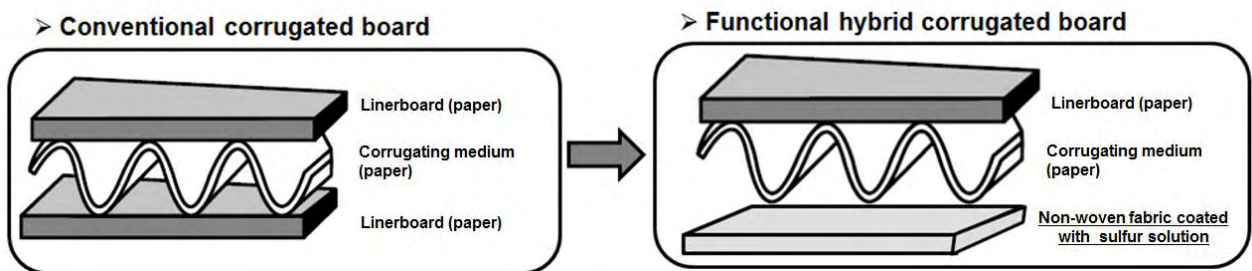 ➢ Conventional corrugated board
Linerboard (paper)
Corrugating medium
(paper)
Linerboard (paper)
➢ Functional hybrid corrugated board
Linerboard (paper)
Corrugating medium
(paper)
Non-woven fabric coated
with sulfur solution